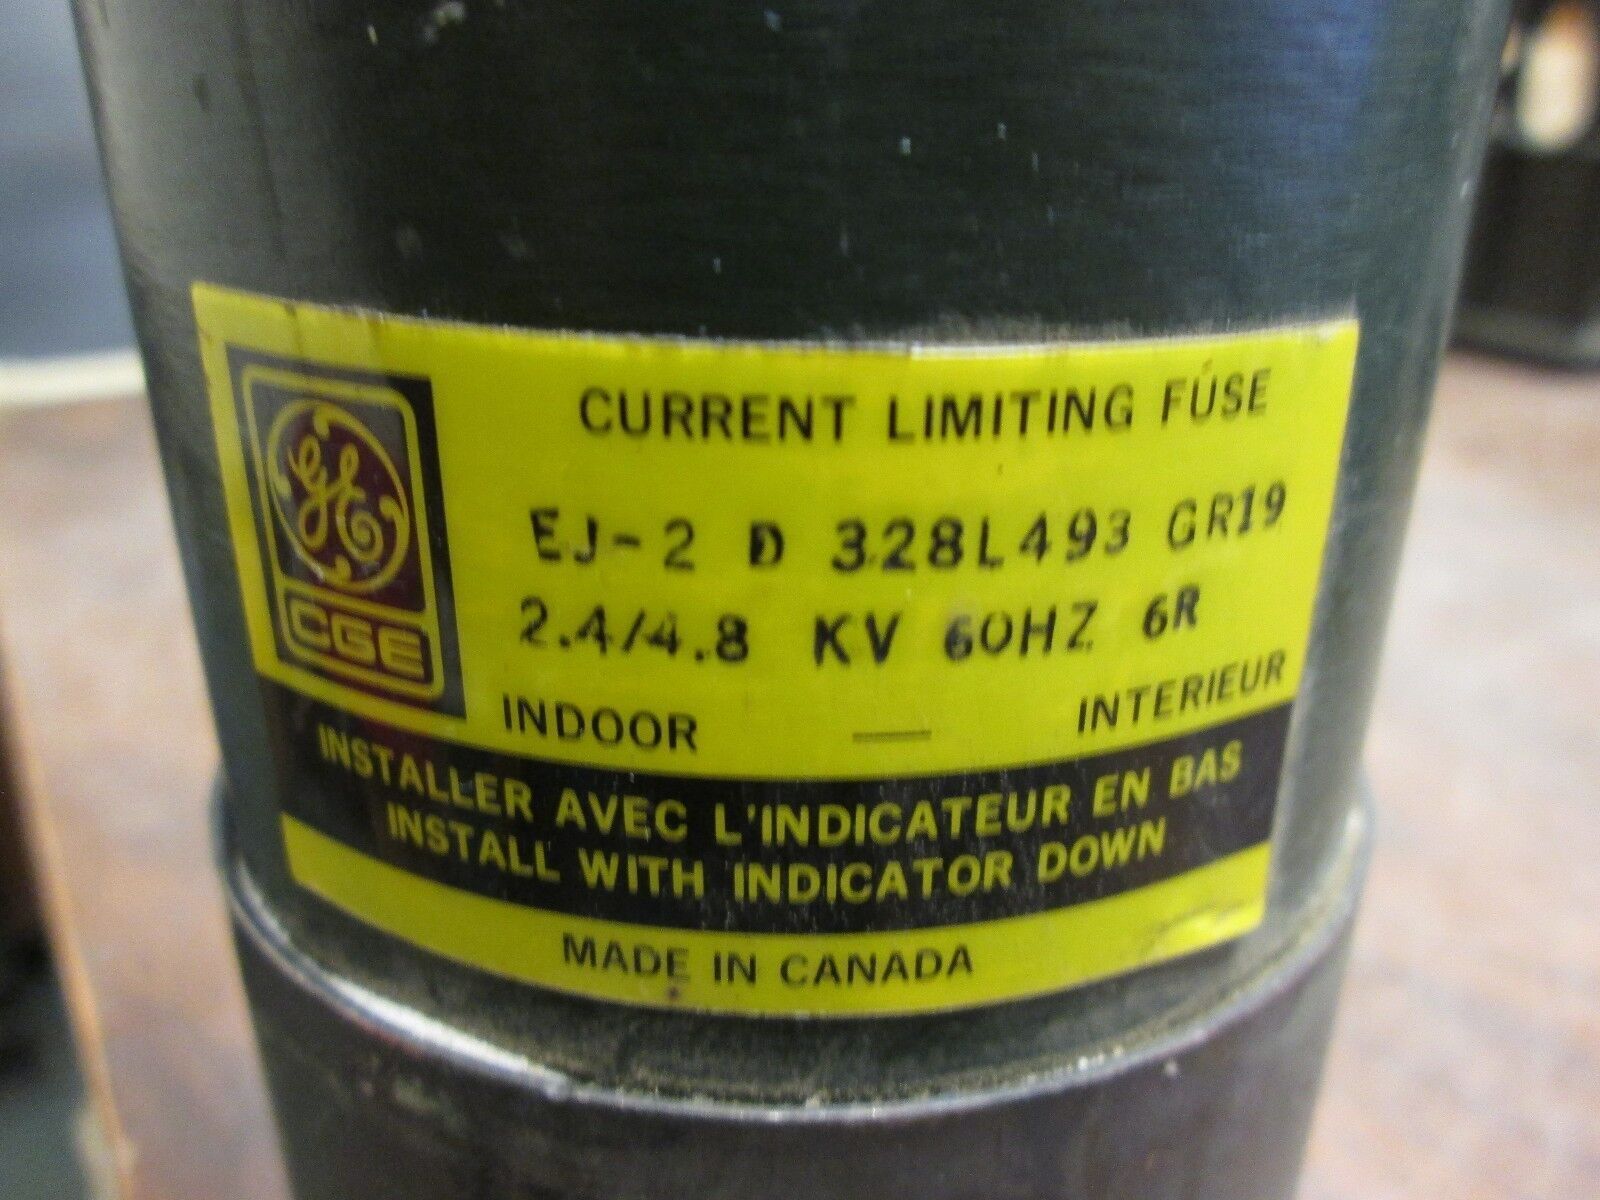 CURRENT LIMITING FUSE
GE
EJ-2 D 328L493 GR19
2.4/4.8 KV 60HZ 6R
CGE
INDOOR — INTERIEUR
INSTALLER AVEC L'INDICATEUR EN BAS
INSTALL WITH INDICATOR DOWN
MADE IN CANADA